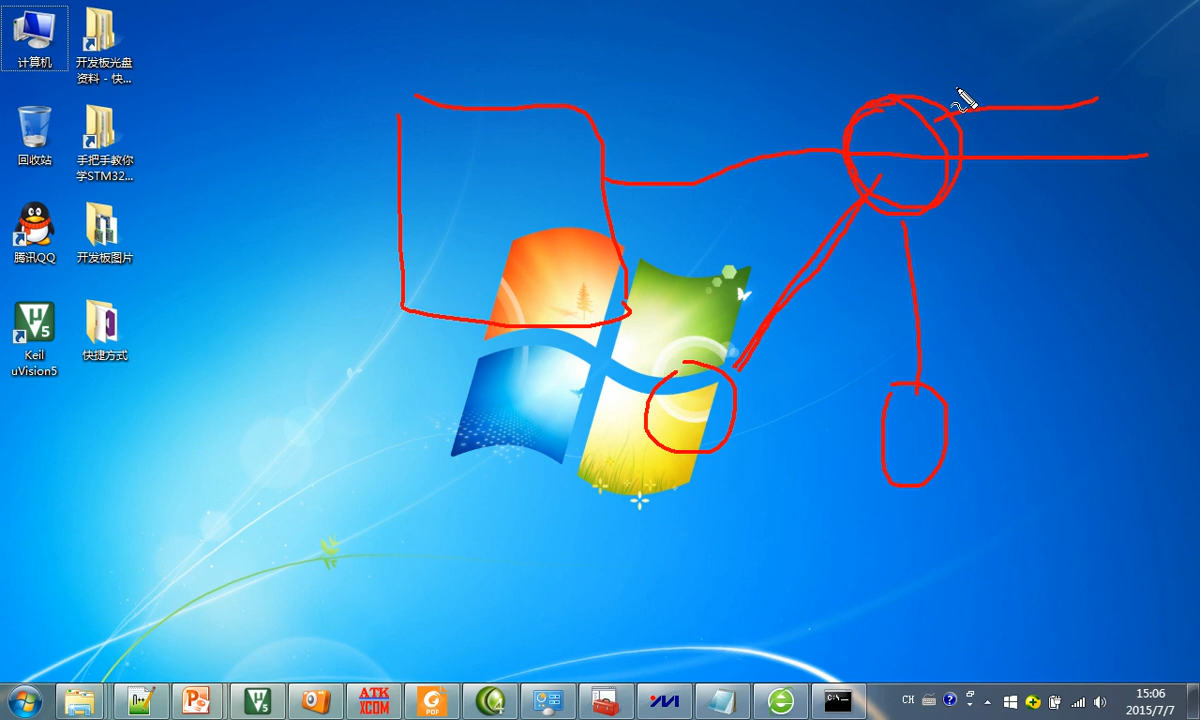 计算机
开发板光盘
资料 - 快...
回收站
手把手教你
学STM32...
腾讯QQ
开发板图片
Keil
uVision5
快捷方式
ATK
XCOM
PDF
4
C:\_
CH
15:06
2015/7/7